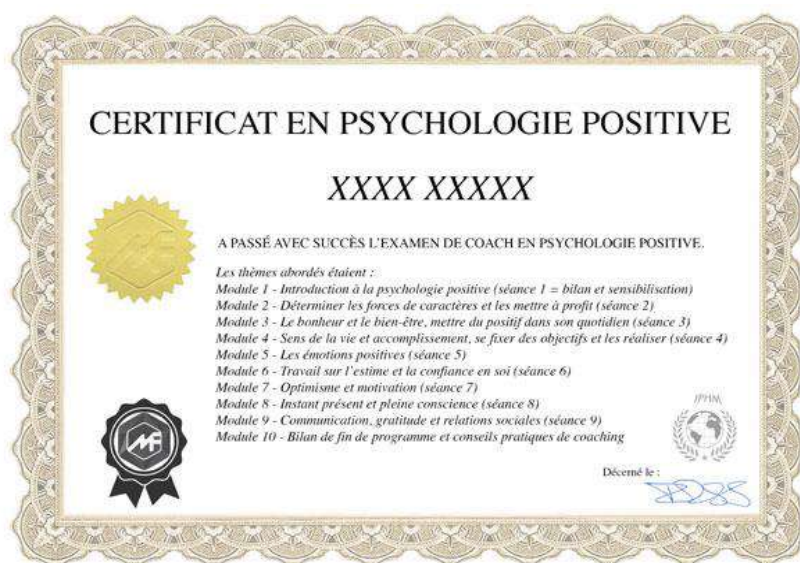 CERTIFICAT EN PSYCHOLOGIE POSITIVE
XXXX XXXXX
A PASSÉ AVEC SUCCÈS L'EXAMEN DE COACH EN PSYCHOLOGIE POSITIVE.
Les thèmes abordés étaient :
Module 1 - Introduction à la psychologie positive (séance 1 = bilan et sensibilisation)
Module 2 - Déterminer les forces de caractères et les mettre à profit (séance 2)
Module 3 - Le bonheur et le bien-être, mettre du positif dans son quotidien (séance 3)
Module 4 - Sens de la vie et accomplissement, se fixer des objectifs et les réaliser (séance 4)
Module 5 - Les émotions positives (séance 5)
Module 6 - Travail sur l'estime et la confiance en soi (séance 6)
Module 7 - Optimisme et motivation (séance 7)
Module 8 - Instant présent et pleine conscience (séance 8)
Module 9 - Communication, gratitude et relations sociales (séance 9)
Module 10 - Bilan de fin de programme et conseils pratiques de coaching
IPHM
Décerné le :